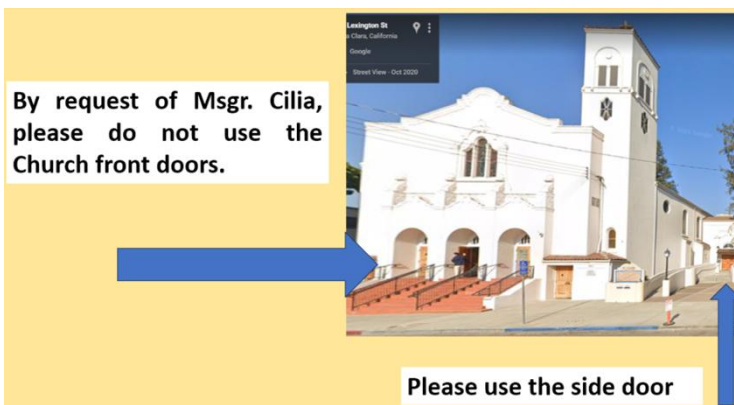 Lexington St
a Clara, California
Google
Street View - Oct 2020
By request of Msgr. Cilia,
please do not use the
Church front doors.
Please use the side door